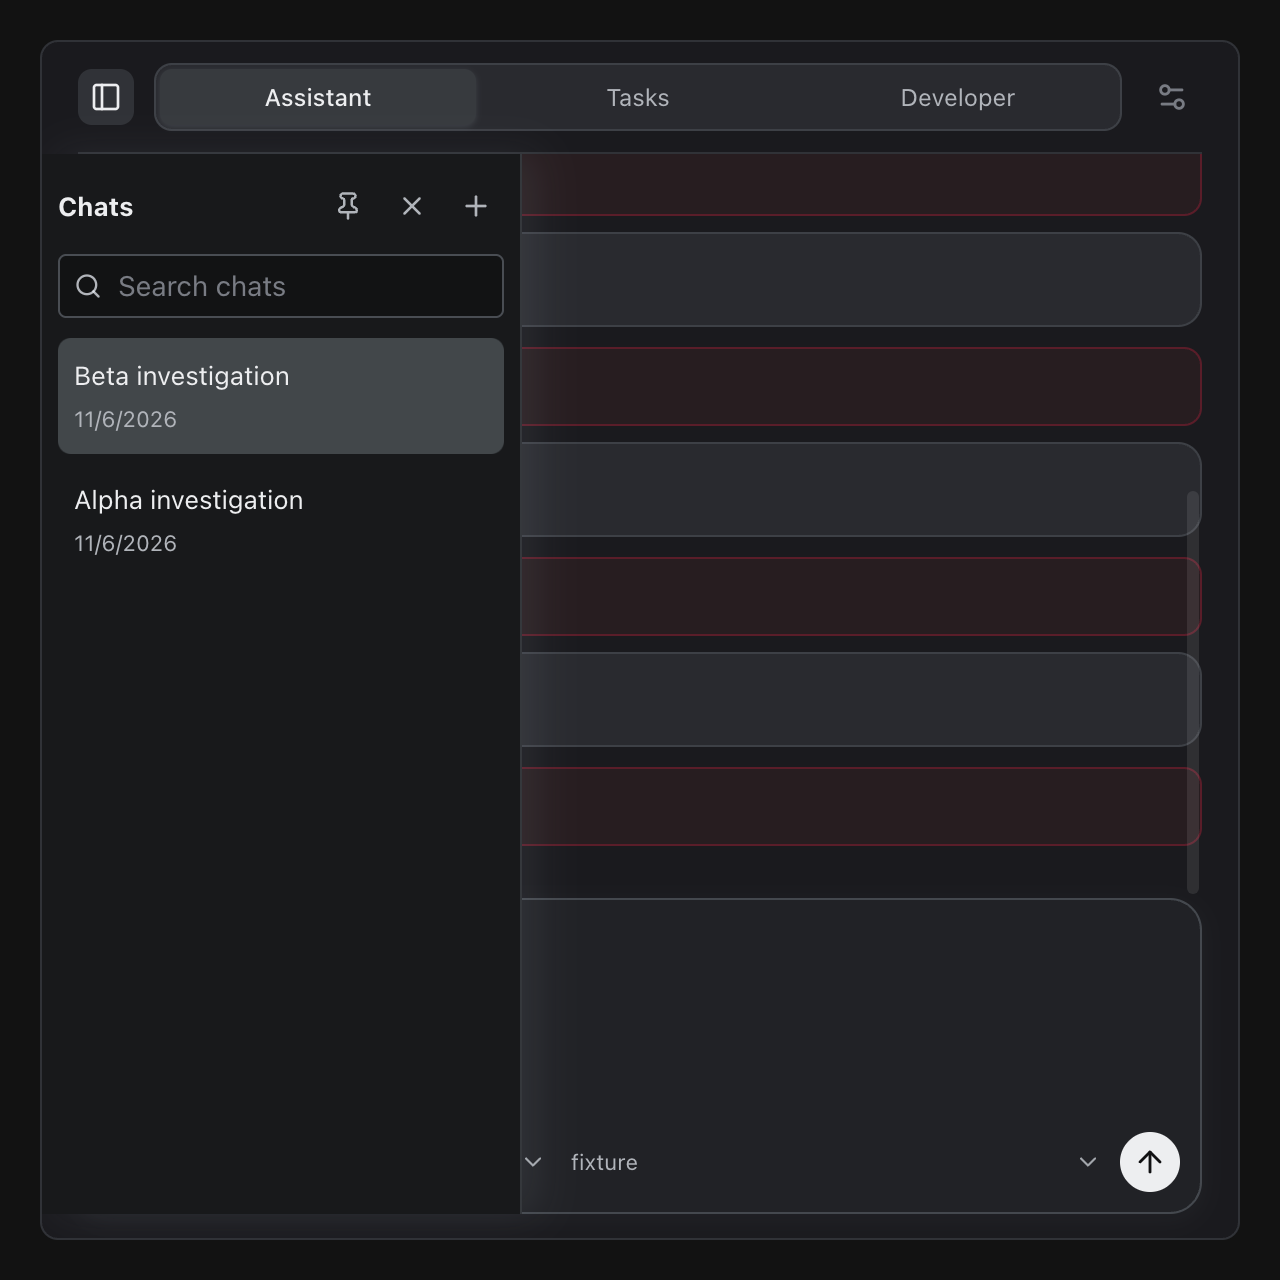 Assistant
Tasks
Developer
Chats
Search chats
Beta investigation
11/6/2026
Alpha investigation
11/6/2026
fixture